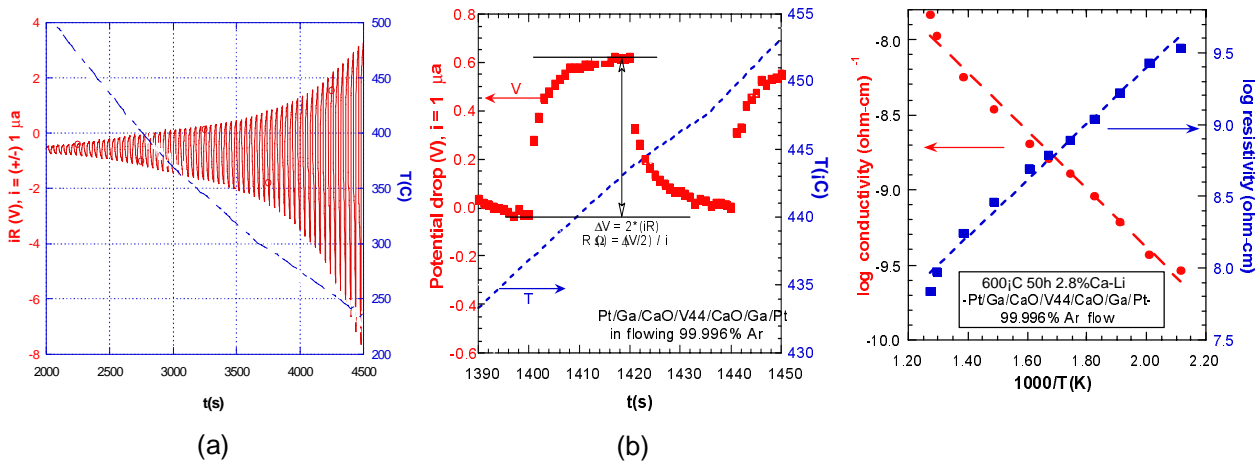 4
2
0
-2
-4
-6
-8
iR (V), i = (+/-) 1 µa
500
450
400
350
300
250
200
T(C)
2000 2500 3000 3500 4000 4500
t(s)
(a)
0.8
0.6
0.4
0.2
0.0
-0.2
-0.4
-0.6
Potential drop (V), i = 1 µa
V
ΔV = 2*(iR)
R (Ω) = ΔV/2) / i
T
Pt/Ga/CaO/V44/CaO/Ga/Pt
in flowing 99.996% Ar
455
450
445
440
435
430
T(¡C)
1390 1400 1410 1420 1430 1440 1450
t(s)
(b)
-8.0
-8.5
-9.0
-9.5
-10.0
log conductivity (ohm-cm) -1
9.5
9.0
8.5
8.0
7.5
log resistivity (ohm-cm)
600¡C 50h 2.8%Ca-Li
-Pt/Ga/CaO/V44/CaO/Ga/Pt-
99.996% Ar flow
1.20 1.40 1.60 1.80 2.00 2.20
1000/T(K)